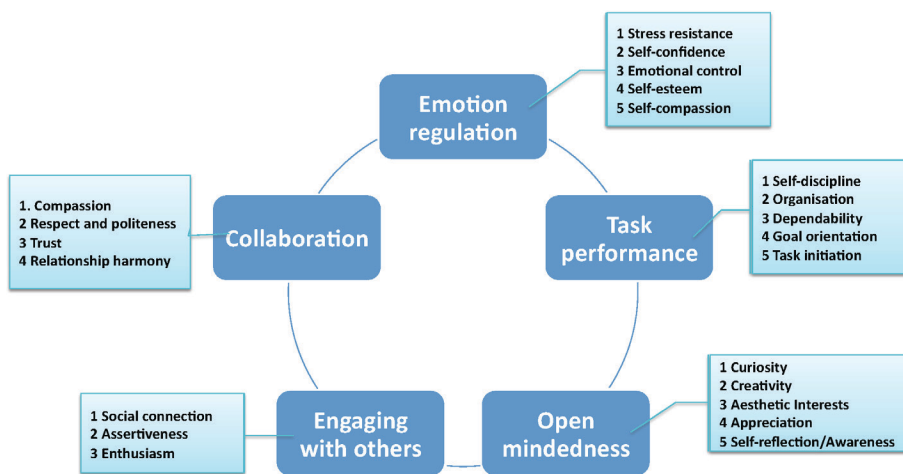 Emotion
regulation
1 Stress resistance
2 Self-confidence
3 Emotional control
4 Self-esteem
5 Self-compassion
Task
performance
1 Self-discipline
2 Organisation
3 Dependability
4 Goal orientation
5 Task initiation
Open
mindedness
1 Curiosity
2 Creativity
3 Aesthetic Interests
4 Appreciation
5 Self-reflection/Awareness
Engaging
with others
1 Social connection
2 Assertiveness
3 Enthusiasm
Collaboration
1. Compassion
2 Respect and politeness
3 Trust
4 Relationship harmony